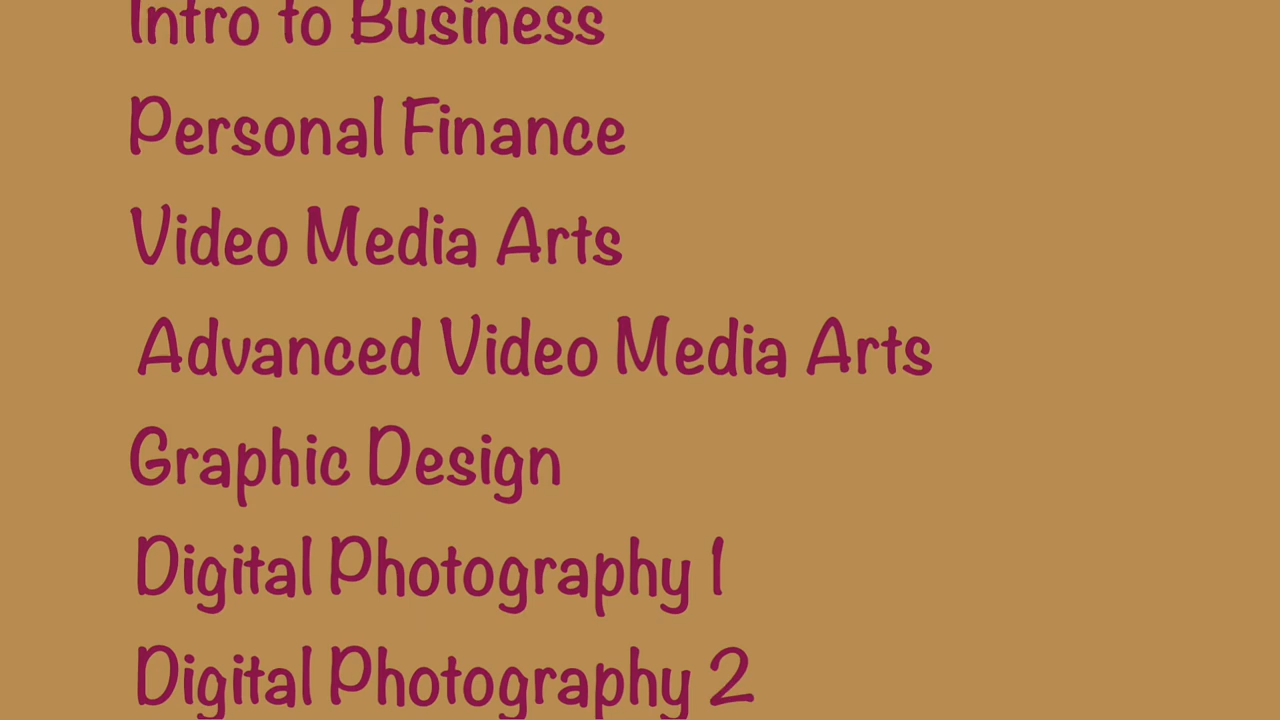 Intro to Business
Personal Finance
Video Media Arts
Advanced Video Media Arts
Graphic Design
Digital Photography 1
Digital Photography 2